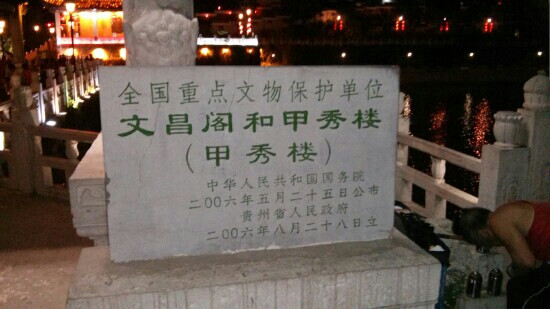 全国重点文物保护单位
文昌阁和甲秀楼
（甲秀楼）
中华人民共和国国务院
二00六年五月二十五日公布
贵州省人民政府
二00六年八月二十八日立